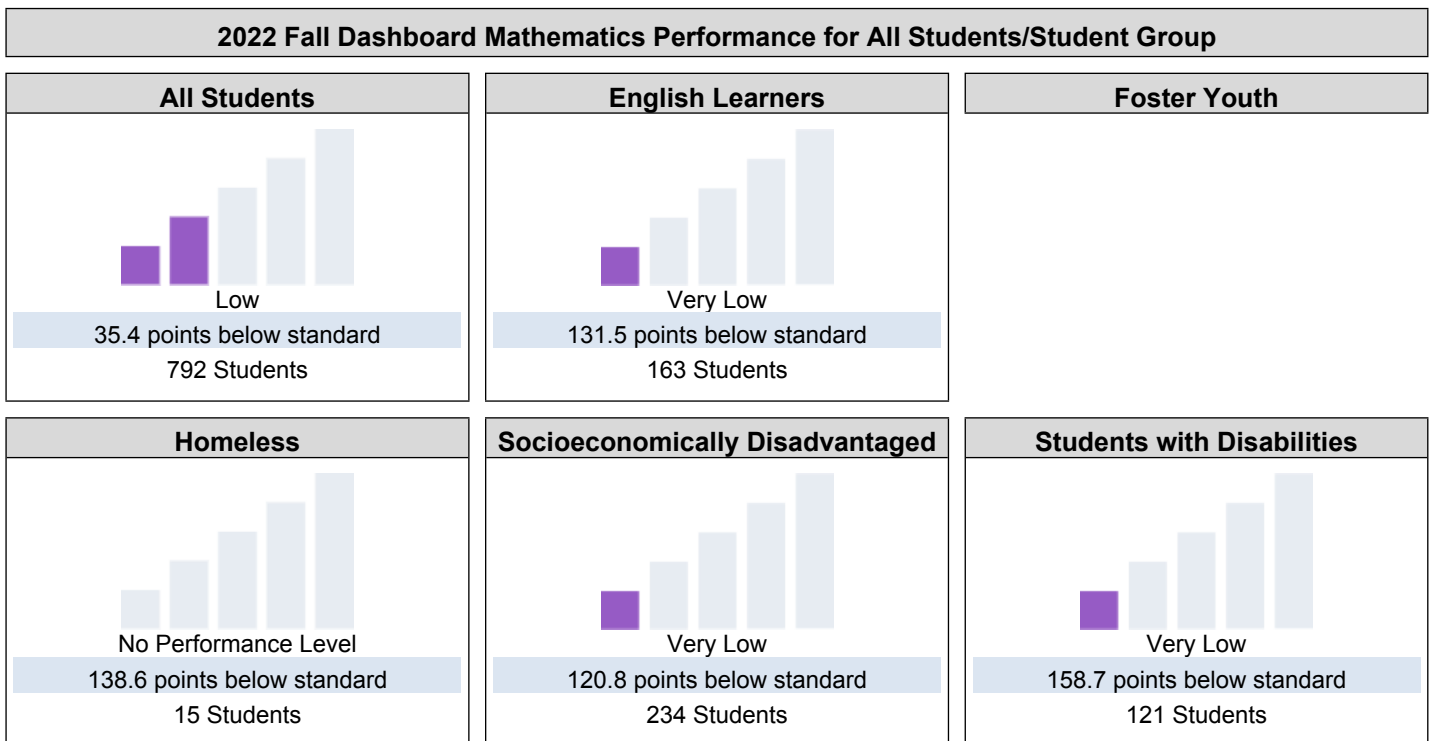 2022 Fall Dashboard Mathematics Performance for All Students/Student Group
All Students
Low
35.4 points below standard
792 Students
English Learners
Very Low
131.5 points below standard
163 Students
Foster Youth
Homeless
No Performance Level
138.6 points below standard
15 Students
Socioeconomically Disadvantaged
Very Low
120.8 points below standard
234 Students
Students with Disabilities
Very Low
158.7 points below standard
121 Students